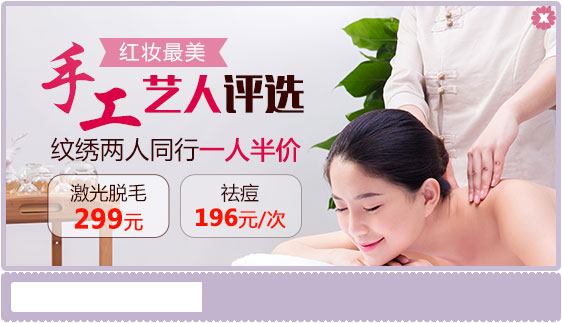 红妆最美
手工艺人评选
纹绣两人同行一人半价
激光脱毛
299元
祛痘
196元/次